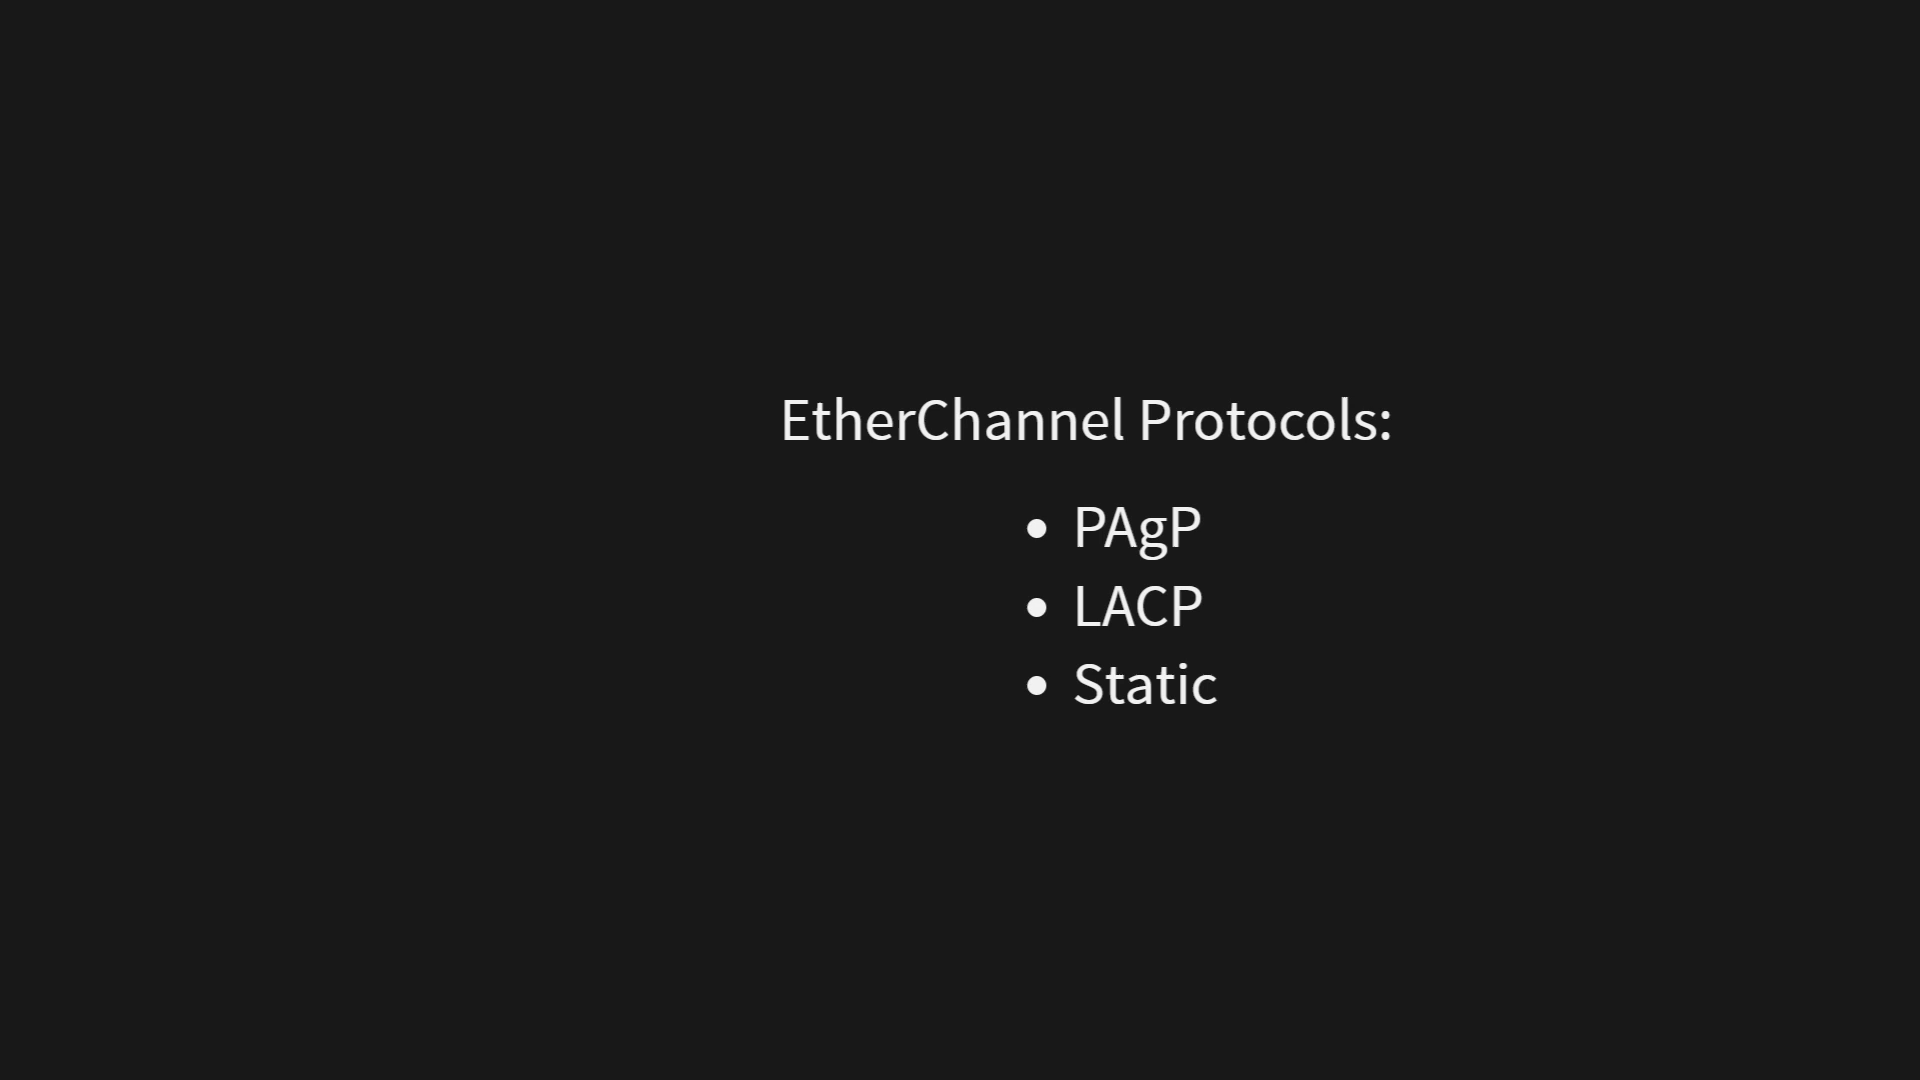 EtherChannel Protocols:
• PAgP
• LACP
• Static